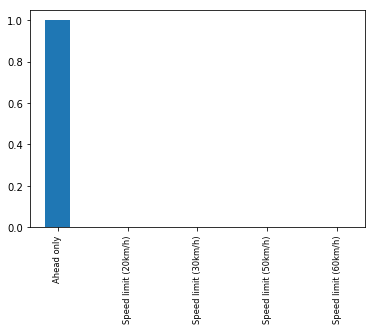 1.0
0.8
0.6
0.4
0.2
0.0
Ahead only
Speed limit (20km/h)
Speed limit (30km/h)
Speed limit (50km/h)
Speed limit (60km/h)